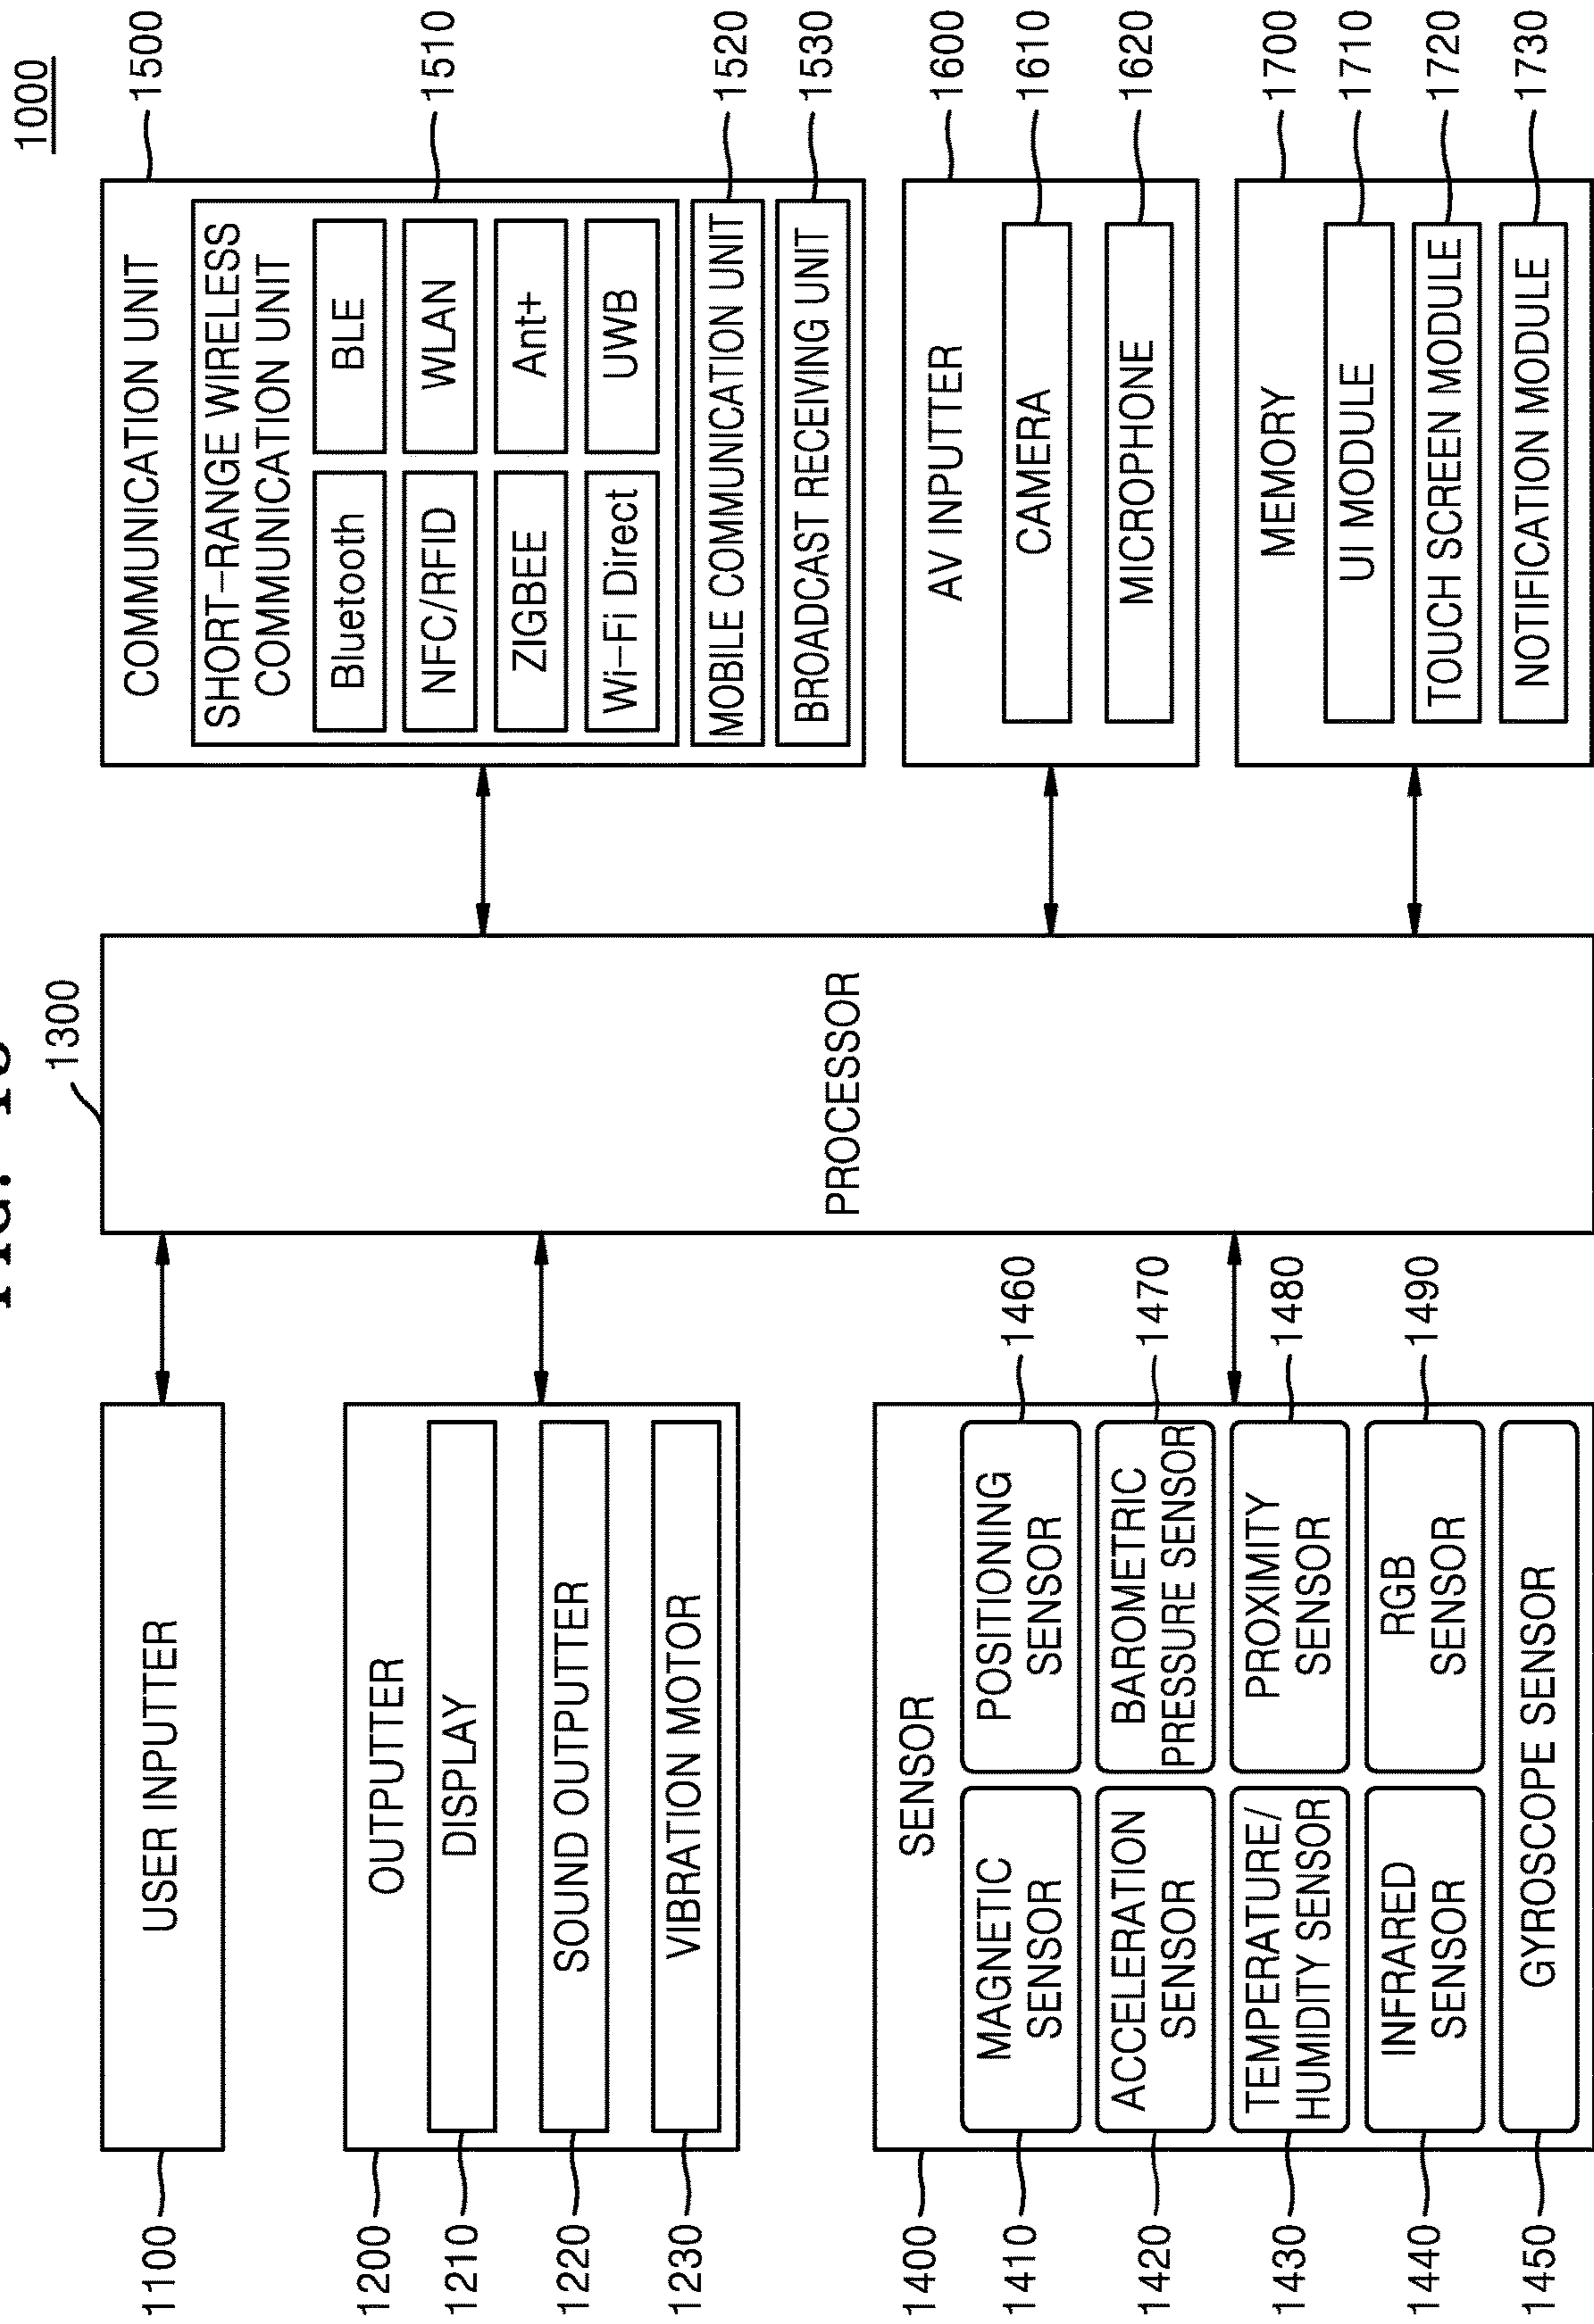 1000
1300
1100
USER INPUTTER
1200
OUTPUTTER
1210
DISPLAY
1220
SOUND OUTPUTTER
1230
VIBRATION MOTOR
1400
SENSOR
1410
MAGNETIC
SENSOR
POSITIONING
SENSOR
1460
1420
ACCELERATION
SENSOR
BAROMETRIC
PRESSURE SENSOR
1470
1430
TEMPERATURE/
HUMIDITY SENSOR
PROXIMITY
SENSOR
1480
1440
INFRARED
SENSOR
RGB
SENSOR
1490
1450
GYROSCOPE SENSOR
PROCESSOR
COMMUNICATION UNIT
1500
SHORT-RANGE WIRELESS
COMMUNICATION UNIT
1510
Bluetooth
BLE
NFC/RFID
WLAN
ZIGBEE
Ant+
Wi-Fi Direct
UWB
MOBILE COMMUNICATION UNIT
1520
BROADCAST RECEIVING UNIT
1530
AV INPUTTER
1600
CAMERA
1610
MICROPHONE
1620
MEMORY
1700
UI MODULE
1710
TOUCH SCREEN MODULE
1720
NOTIFICATION MODULE
1730